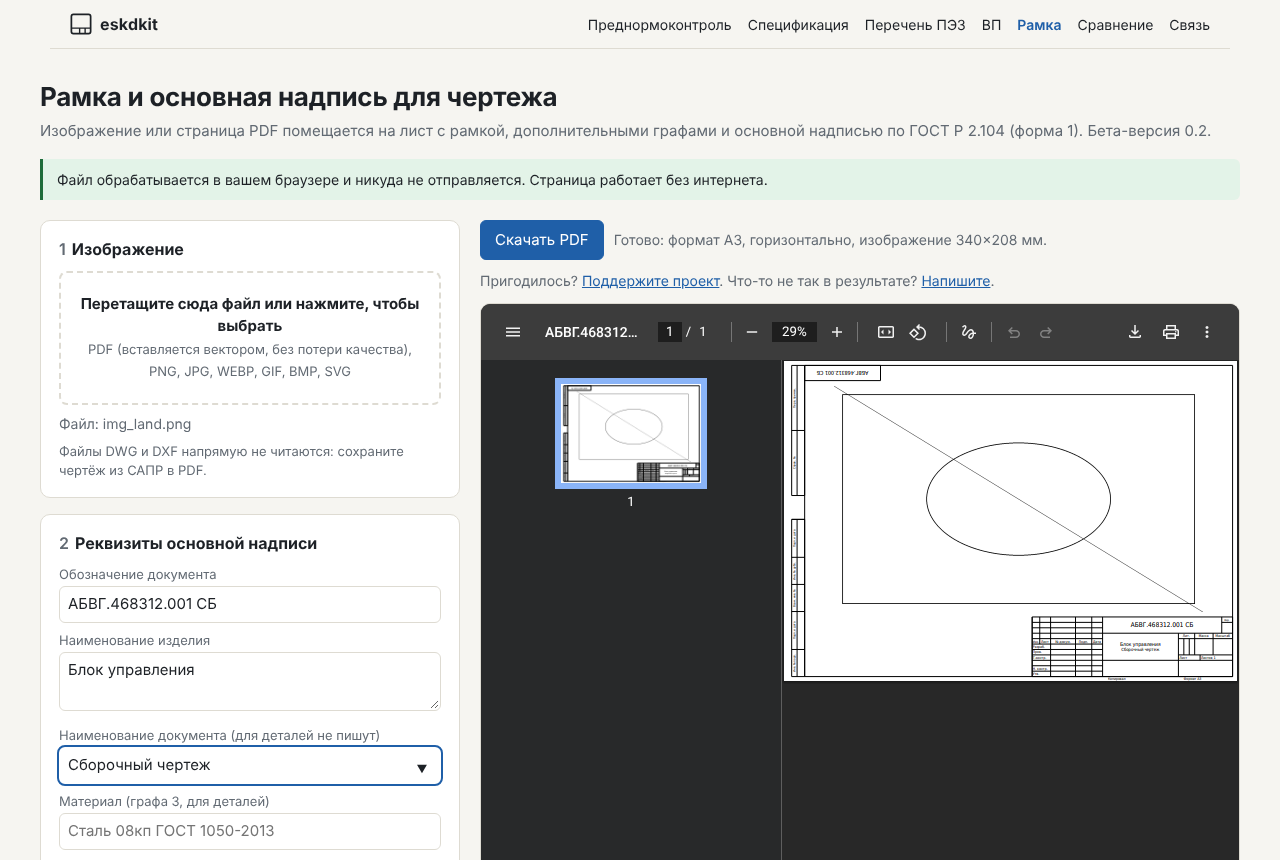 eskdkit
Преднормоконтроль Спецификация Перечень ПЭЗ ВП Рамка Сравнение Связь
Рамка и основная надпись для чертежа
Изображение или страница PDF помещается на лист с рамкой, дополнительными графами и основной надписью по ГОСТ Р 2.104 (форма 1). Бета-версия 0.2.
Файл обрабатывается в вашем браузере и никуда не отправляется. Страница работает без интернета.
1 Изображение
Перетащите сюда файл или нажмите, чтобы
выбрать
PDF (вставляется вектором, без потери качества),
PNG, JPG, WEBP, GIF, BMP, SVG
Файл: img_land.png
Файлы DWG и DXF напрямую не читаются: сохраните
чертёж из САПР в PDF.
2 Реквизиты основной надписи
Обозначение документа
АБВГ.468312.001 СБ
Наименование изделия
Блок управления
Наименование документа (для деталей не пишут)
Сборочный чертеж
Материал (графа 3, для деталей)
Сталь 08кп ГОСТ 1050-2013
Скачать PDF Готово: формат А3, горизонтально, изображение 340×208 мм.
Пригодилось? Поддержите проект. Что-то не так в результате? Напишите.
АБВГ.468312... 1 / 1 29%
1
АБВГ.468312.001 СБ
АБВГ.468312.001 СБ
Блок управления
Сборочный чертеж